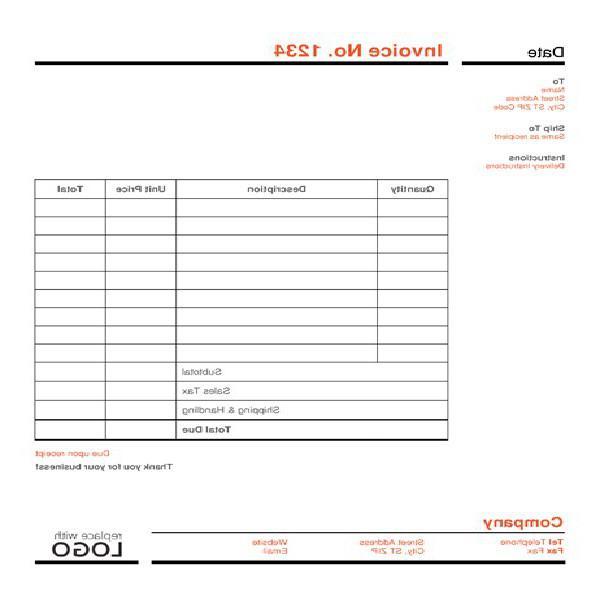 Date
Invoice No. 1234
To
Name
Street Address
City, ST ZIP Code
Ship To
Same as recipient
Instructions
Delivery Instructions
Quantity Description Unit Price Total
Subtotal
Sales Tax
Shipping & Handling
Total Due
Due upon receipt
Thank you for your business!
Company
Tel Telephone Street Address Website
Fax Fax City, ST ZIP Email
replace with
LOGO